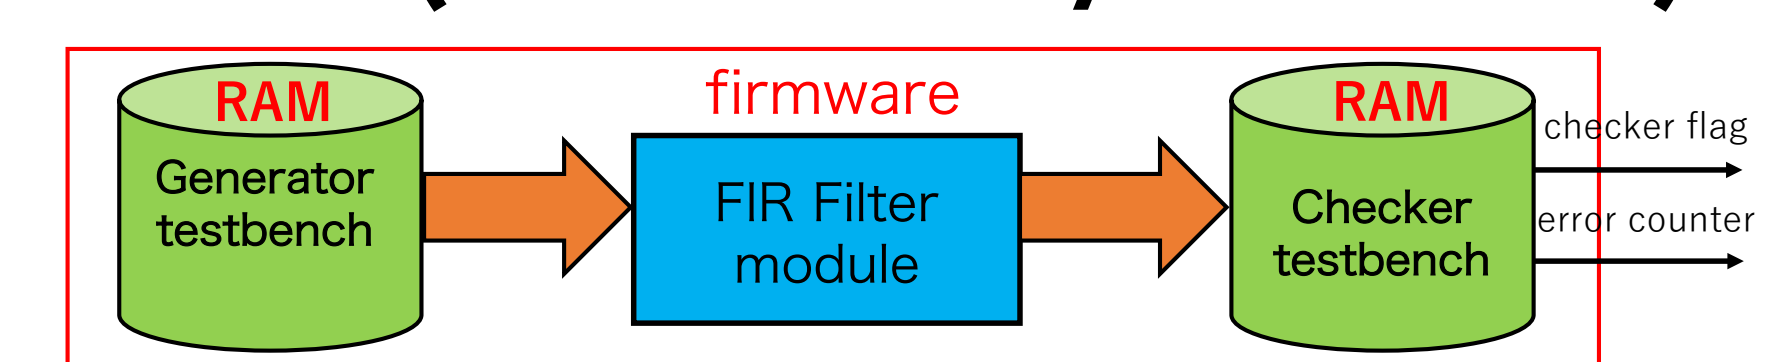 RAM
Generator
testbench
firmware
FIR Filter
module
RAM
Checker
testbench
checker flag
error counter